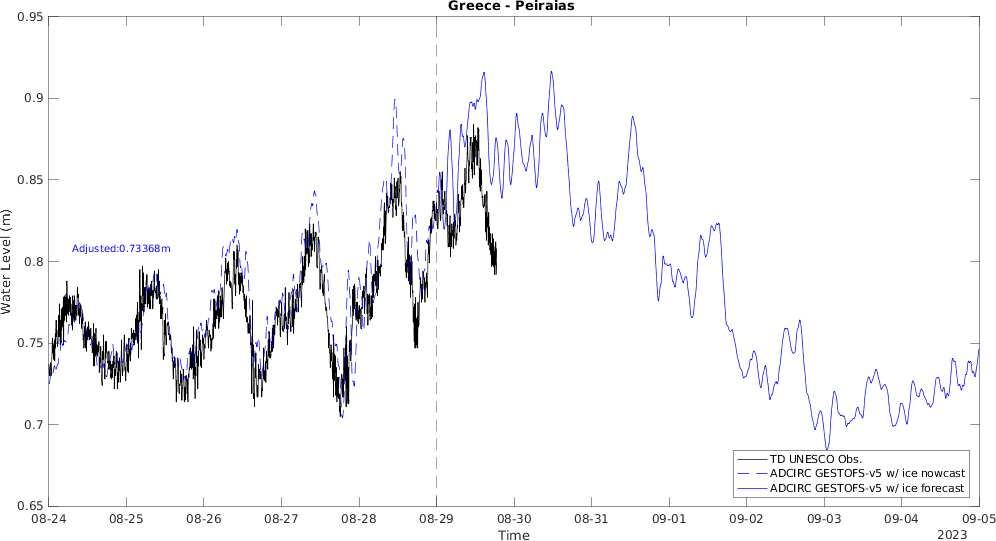 Greece - Peiraias
0.95
0.9
0.85
0.8
0.75
0.7
0.65
Water Level (m)
Adjusted:0.73368m
TD UNESCO Obs.
ADCIRC GESTOFS-v5 w/ ice nowcast
ADCIRC GESTOFS-v5 w/ ice forecast
08-24 08-25 08-26 08-27 08-28 08-29 08-30 08-31 09-01 09-02 09-03 09-04 09-05
Time
2023